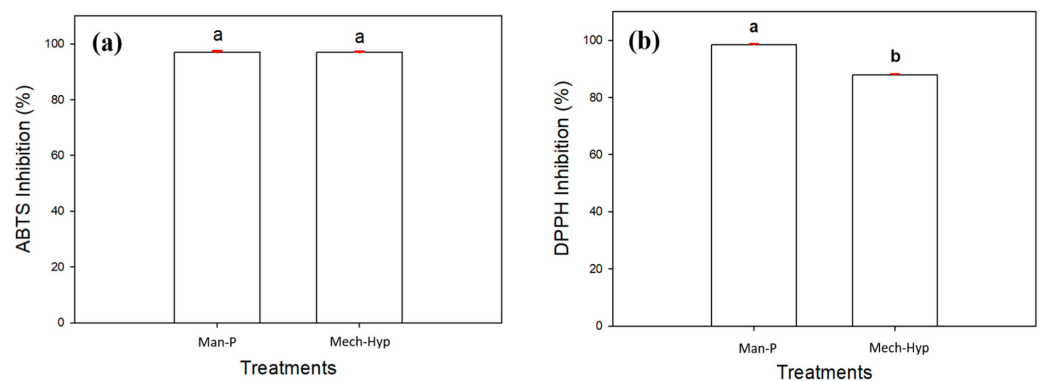 (a)
a
a
100
80
60
40
20
0
ABTS Inhibition (%)
Man-P
Mech-Hyp
Treatments
(b)
a
b
100
80
60
40
20
0
DPPH Inhibition (%)
Man-P
Mech-Hyp
Treatments